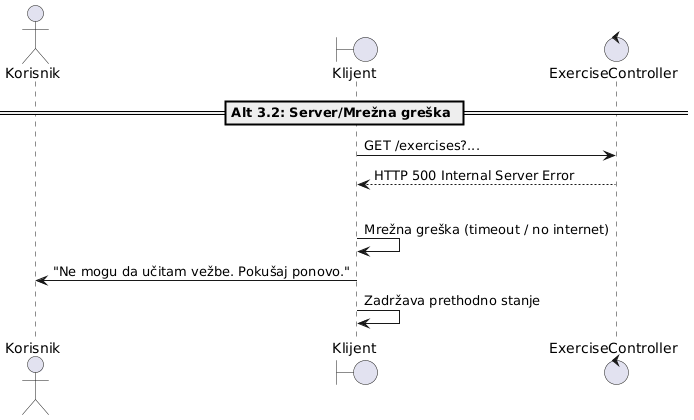 Korisnik
Klijent
ExerciseController
Alt 3.2: Server/Mrežna greška
GET /exercises?...
HTTP 500 Internal Server Error
Mrežna greška (timeout / no internet)
"Ne mogu da učitam vežbe. Pokušaj ponovo."
Zadržava prethodno stanje
Korisnik
Klijent
ExerciseController